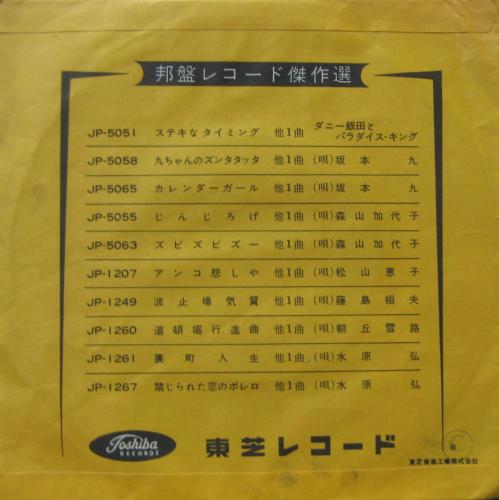 邦盤レコード傑作選
JP-5051 ステキなタイミング 他1曲 ダニー飯田とパラダイス・キング
JP-5058 九ちゃんのズンタタッタ 他1曲 (唄)坂本九
JP-5065 カレンダーガール 他1曲 (唄)坂本九
JP-5055 じんじろげ 他1曲 (唄)森山加代子
JP-5063 ズビズビズー 他1曲 (唄)森山加代子
JP-1207 アンコ悲しや 他1曲 (唄)松山恵子
JP-1249 波止場気質 他1曲 (唄)藤島桓夫
JP-1260 道頓堀行進曲 他1曲 (唄)朝丘雪路
JP-1261 裏町人生 他1曲 (唄)水原弘
JP-1267 禁じられた恋のボレロ 他1曲 (唄)水原弘
Toshiba
RECORDS
東芝レコード
東芝音楽工業株式会社